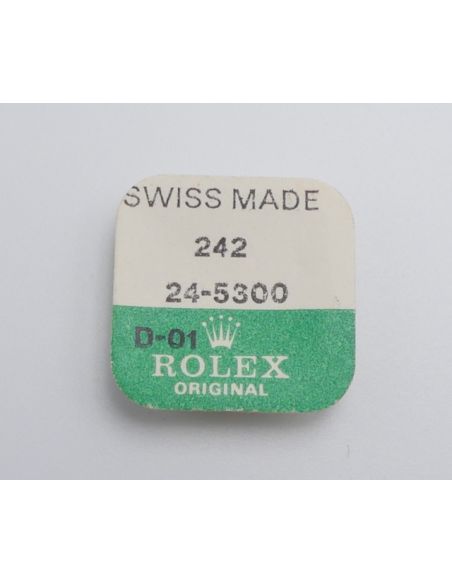 SWISS MADE
242
24-5300
D-01
ROLEX
ORIGINAL